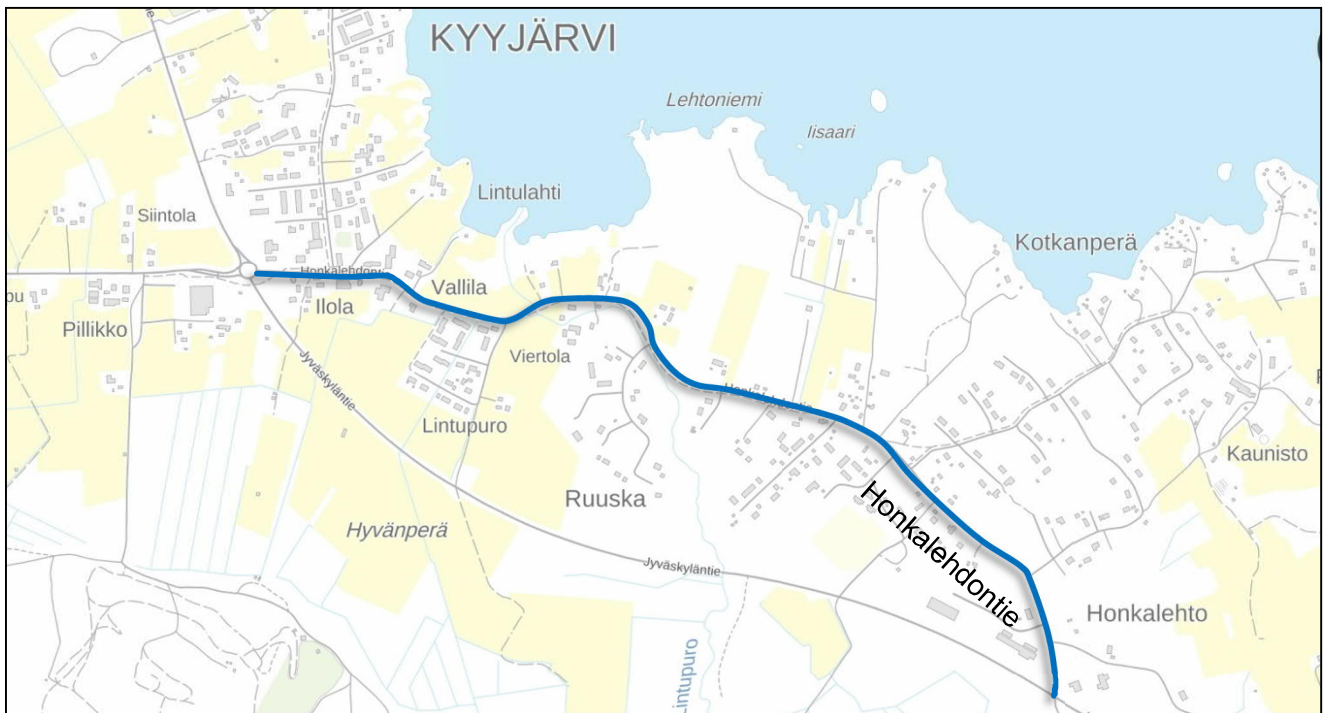 KYYJÄRVI
Lehtoniemi
Iisaari
Lintulahti
Siintola
Kotkanperä
Honkalehdont
Vallila
Ilola
Pillikko
Viertola
Jyväskyläntie
Honkalehdontie
Lintupuro
Kaunisto
Ruuska
Honkalehdontie
Hyvänperä
Jyväskyläntie
Honkalehto
Lintupuro